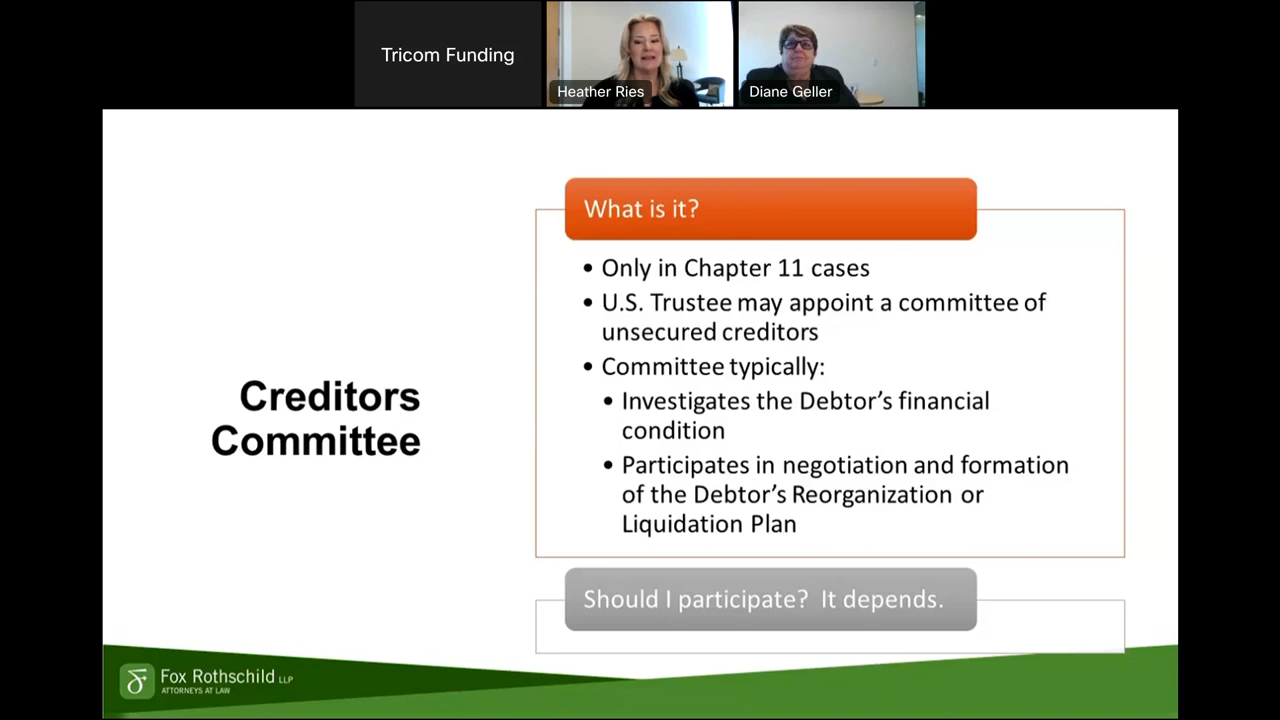 Tricom Funding
Heather Ries
Diane Geller
What is it?
• Only in Chapter 11 cases
• U.S. Trustee may appoint a committee of
unsecured creditors
• Committee typically:
• Investigates the Debtor’s financial
condition
• Participates in negotiation and formation
of the Debtor’s Reorganization or
Liquidation Plan
Creditors
Committee
Should I participate?  It depends.
Fox Rothschild LLP
ATTORNEYS AT LAW